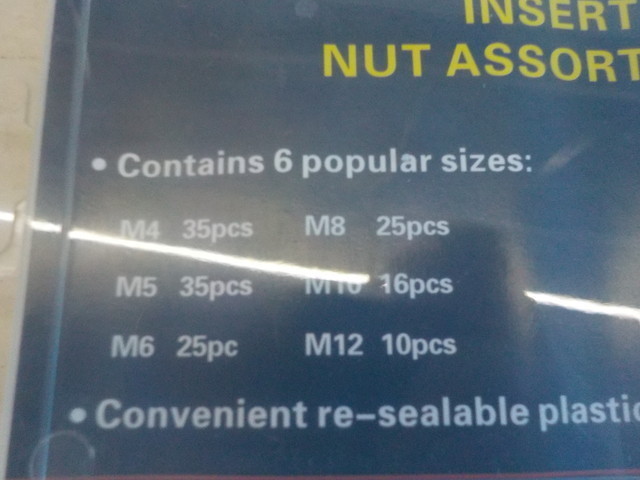 INSERT
NUT ASSORT
• Contains 6 popular sizes:
M4 35pcs M8 25pcs
M5 35pcs M10 16pcs
M6 25pc M12 10pcs
• Convenient re-sealable plastic